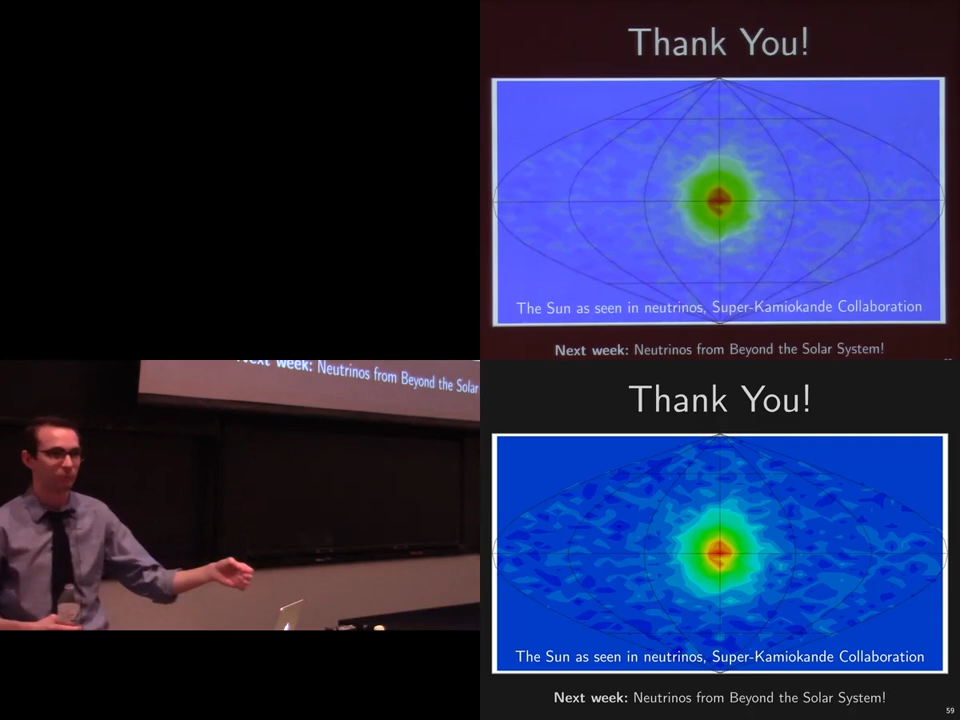 Thank You!
The Sun as seen in neutrinos, Super-Kamiokande Collaboration
Next week: Neutrinos from Beyond the Solar System!
Next week: Neutrinos from Beyond the Solar
Thank You!
The Sun as seen in neutrinos, Super-Kamiokande Collaboration
Next week: Neutrinos from Beyond the Solar System!
59